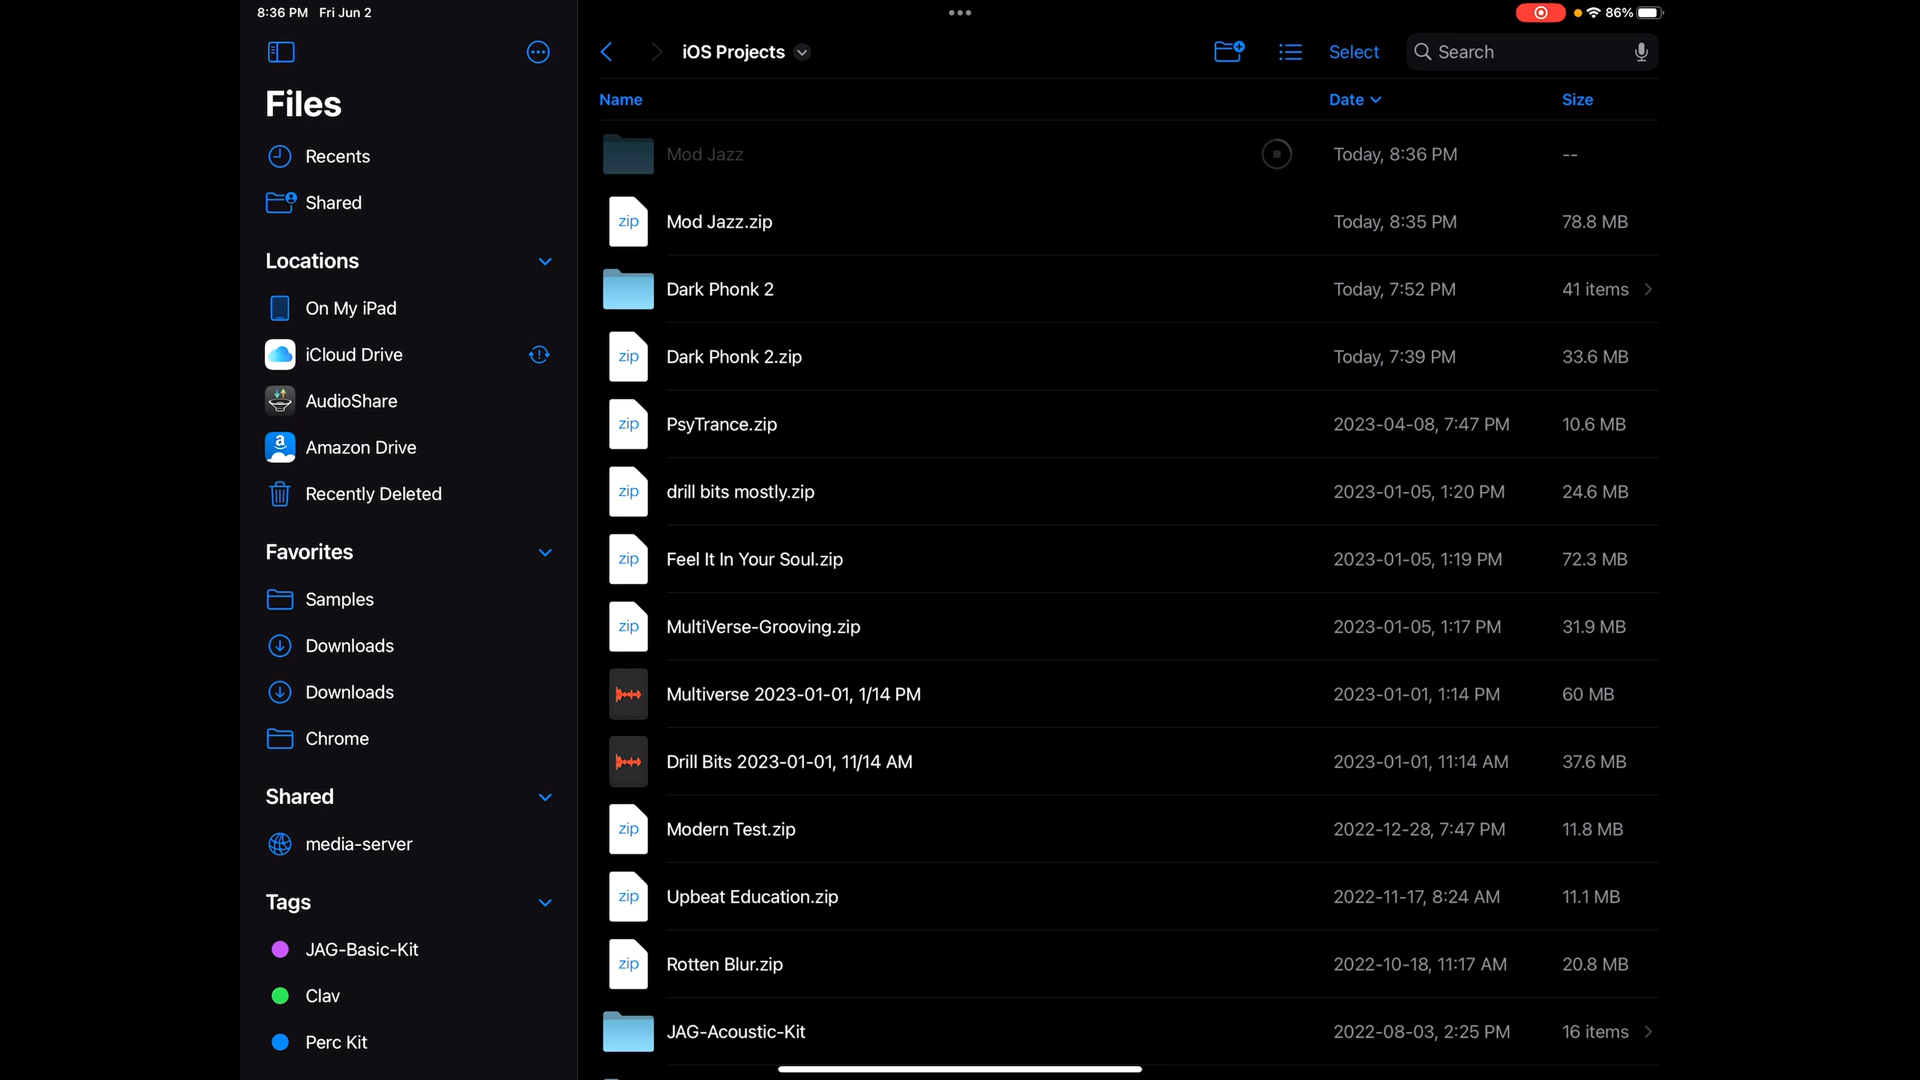 8:36 PM Fri Jun 2
86%
Files
Recents
Shared
Locations
On My iPad
iCloud Drive
AudioShare
Amazon Drive
Recently Deleted
Favorites
Samples
Downloads
Downloads
Chrome
Shared
media-server
Tags
JAG-Basic-Kit
Clav
Perc Kit
iOS Projects
Select
Search
Name Date Size
Mod Jazz Today, 8:36 PM --
zip Mod Jazz.zip Today, 8:35 PM 78.8 MB
Dark Phonk 2 Today, 7:52 PM 41 items
zip Dark Phonk 2.zip Today, 7:39 PM 33.6 MB
zip PsyTrance.zip 2023-04-08, 7:47 PM 10.6 MB
zip drill bits mostly.zip 2023-01-05, 1:20 PM 24.6 MB
zip Feel It In Your Soul.zip 2023-01-05, 1:19 PM 72.3 MB
zip MultiVerse-Grooving.zip 2023-01-05, 1:17 PM 31.9 MB
Multiverse 2023-01-01, 1/14 PM 2023-01-01, 1:14 PM 60 MB
Drill Bits 2023-01-01, 11/14 AM 2023-01-01, 11:14 AM 37.6 MB
zip Modern Test.zip 2022-12-28, 7:47 PM 11.8 MB
zip Upbeat Education.zip 2022-11-17, 8:24 AM 11.1 MB
zip Rotten Blur.zip 2022-10-18, 11:17 AM 20.8 MB
JAG-Acoustic-Kit 2022-08-03, 2:25 PM 16 items